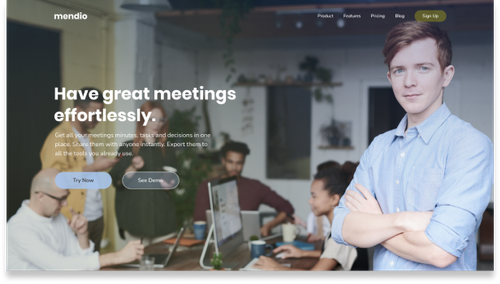 mendio
Product Features Pricing Blog Sign Up
Have great meetings
effortlessly.
Get all your meetings minutes, tasks and decisions in one
place. Share them with anyone instantly. Export them to
all the tools you already use.
Try Now See Demo